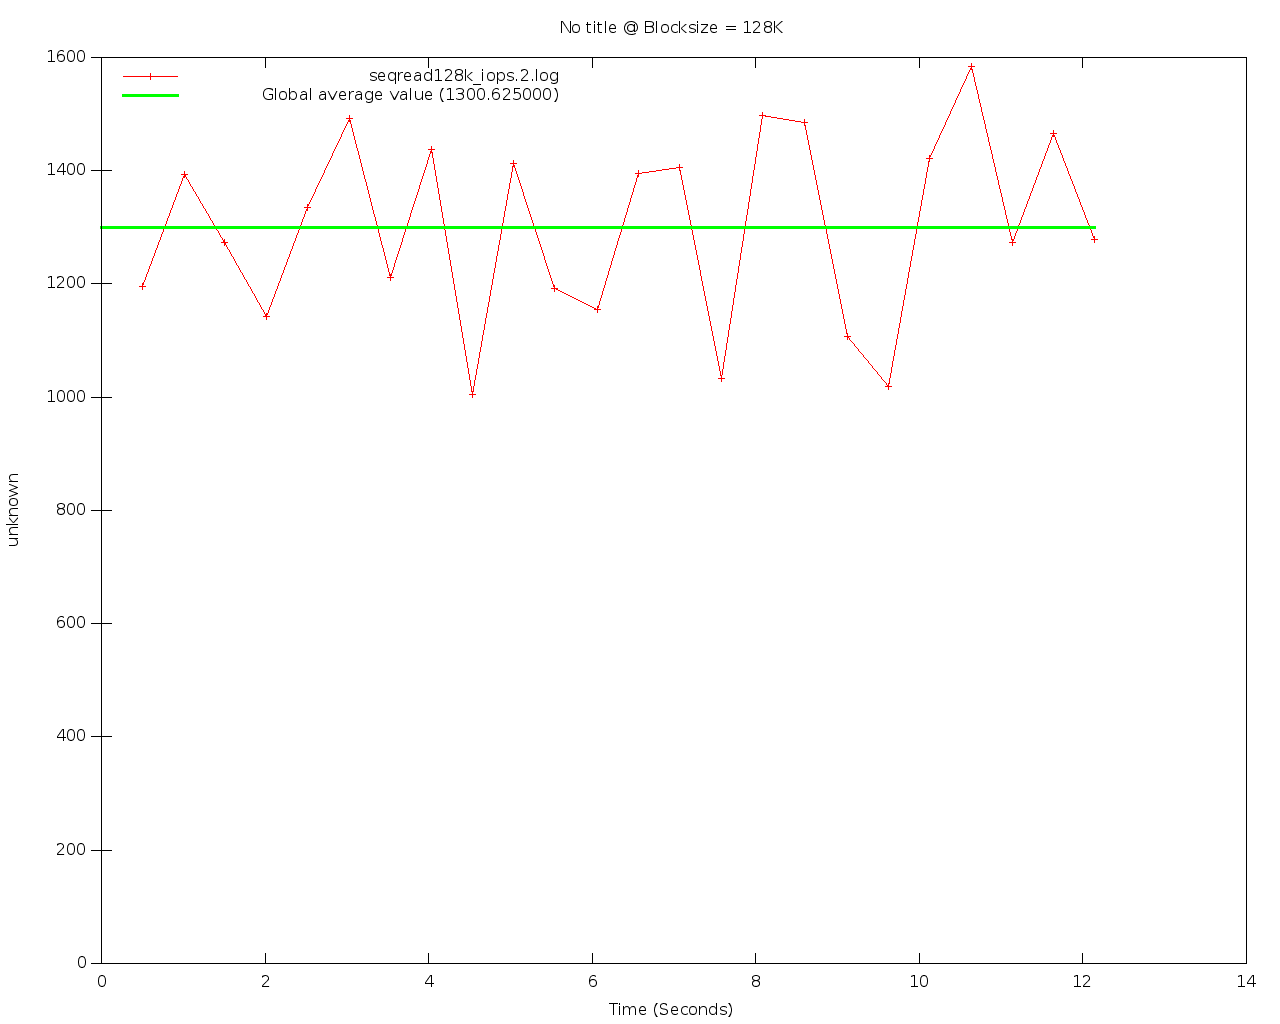 No title @ Blocksize = 128K
seqread128k_iops.2.log
Global average value (1300.625000)
1600
1400
1200
1000
800
600
400
200
0
unknown
0 2 4 6 8 10 12 14
Time (Seconds)